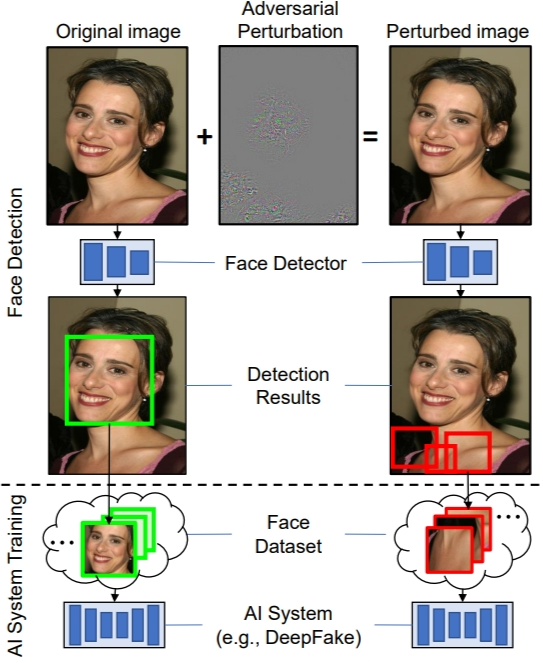 Original image
Adversarial
Perturbation
Perturbed image
+
=
Face Detection
Face Detector
Detection
Results
AI System Training
...
Face
Dataset
...
AI System
(e.g., DeepFake)